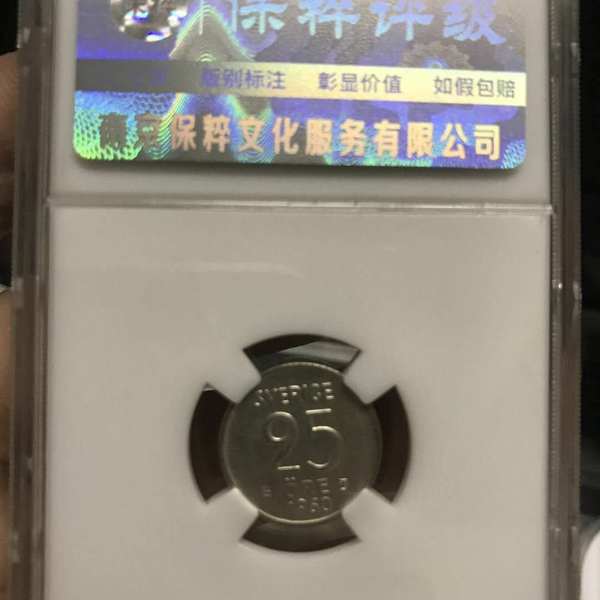 保粹评级
版别标注 彰显价值 如假包赔
保粹文化服务有限公司
SVERIGE
25
ÖRE
1960